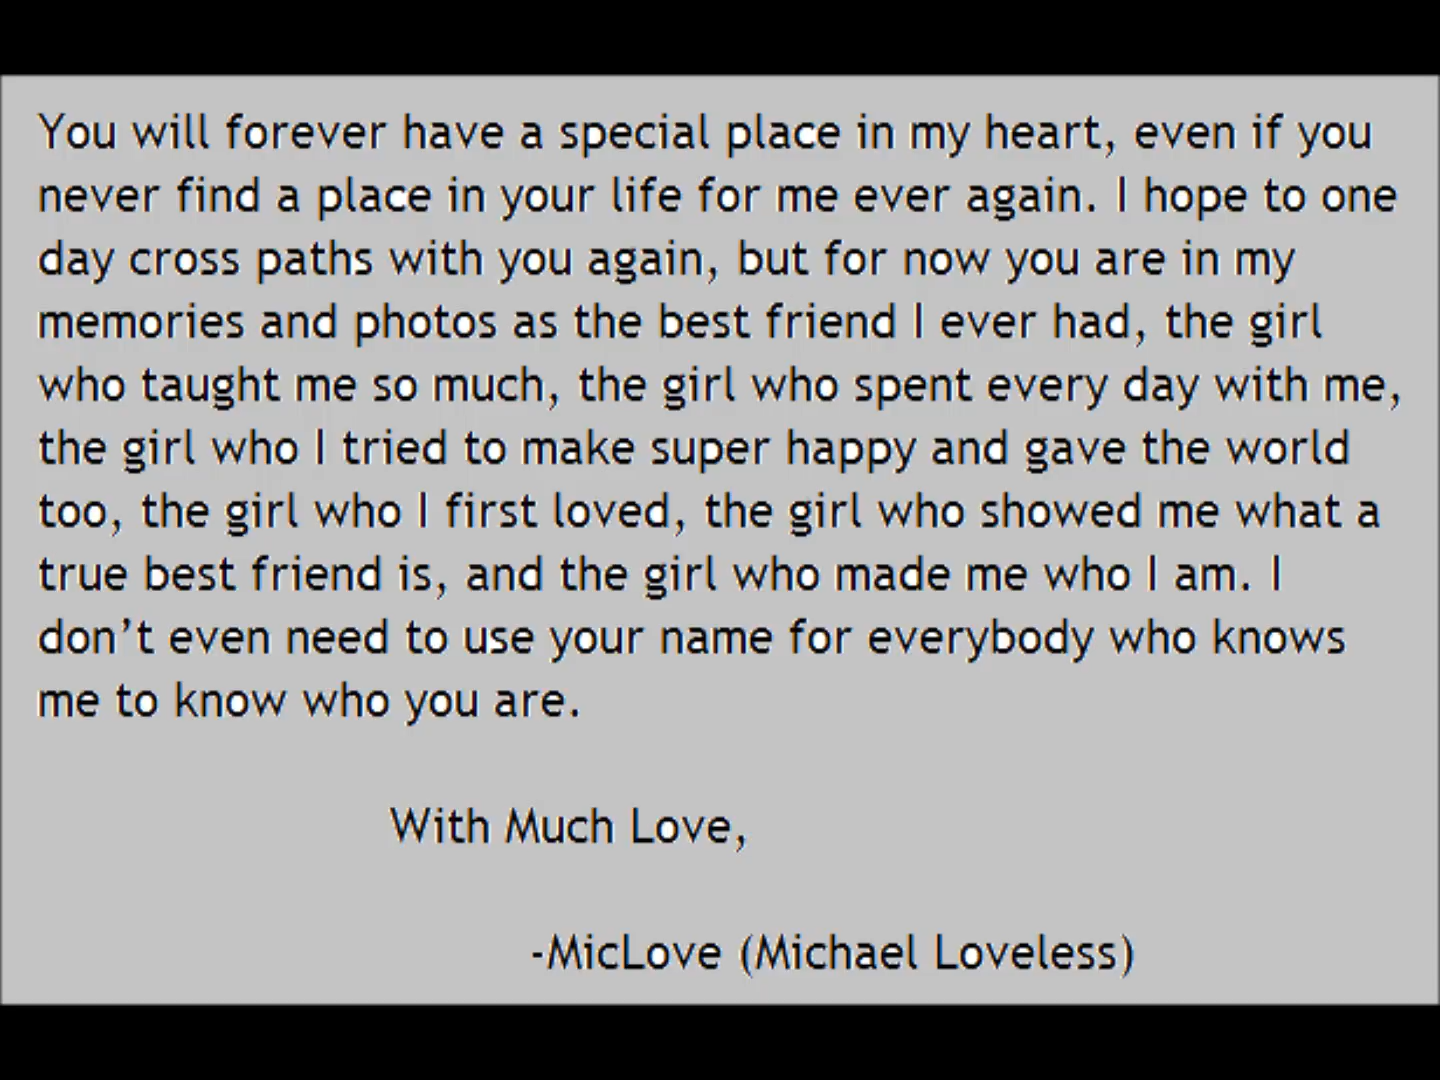 You will forever have a special place in my heart, even if you
never find a place in your life for me ever again. I hope to one
day cross paths with you again, but for now you are in my
memories and photos as the best friend I ever had, the girl
who taught me so much, the girl who spent every day with me,
the girl who I tried to make super happy and gave the world
too, the girl who I first loved, the girl who showed me what a
true best friend is, and the girl who made me who I am. I
don’t even need to use your name for everybody who knows
me to know who you are.
With Much Love,
-MicLove (Michael Loveless)